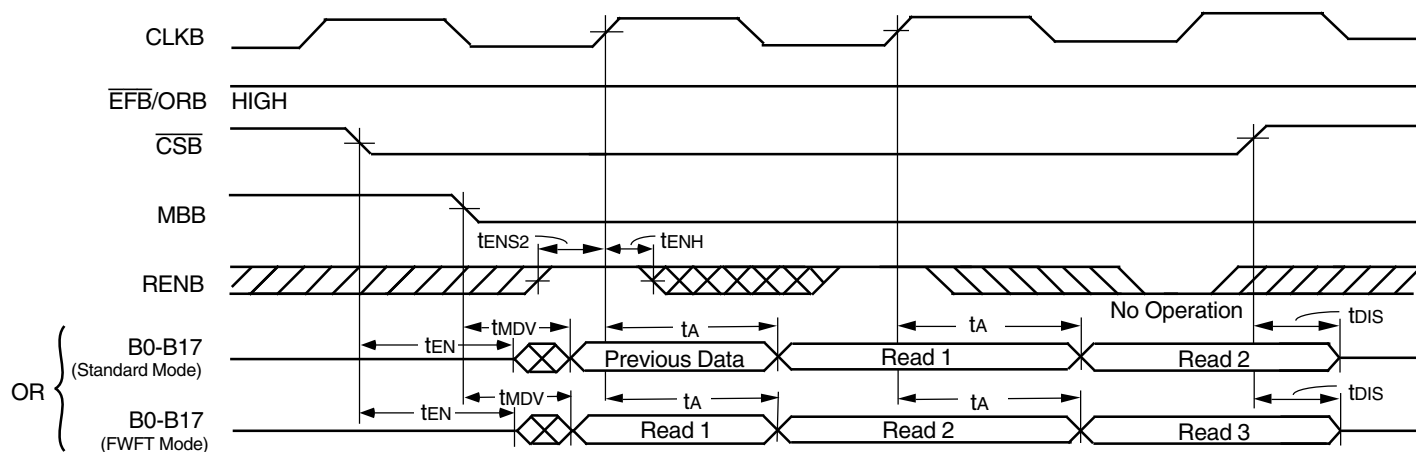 CLKB
EFB/ORB HIGH
CSB
MBB
tENS2 tENH
RENB
No Operation
tMDV tA tA tDIS
B0-B17 tEN
(Standard Mode) Previous Data Read 1 Read 2
OR
tMDV tA tA tDIS
B0-B17 tEN
(FWFT Mode) Read 1 Read 2 Read 3